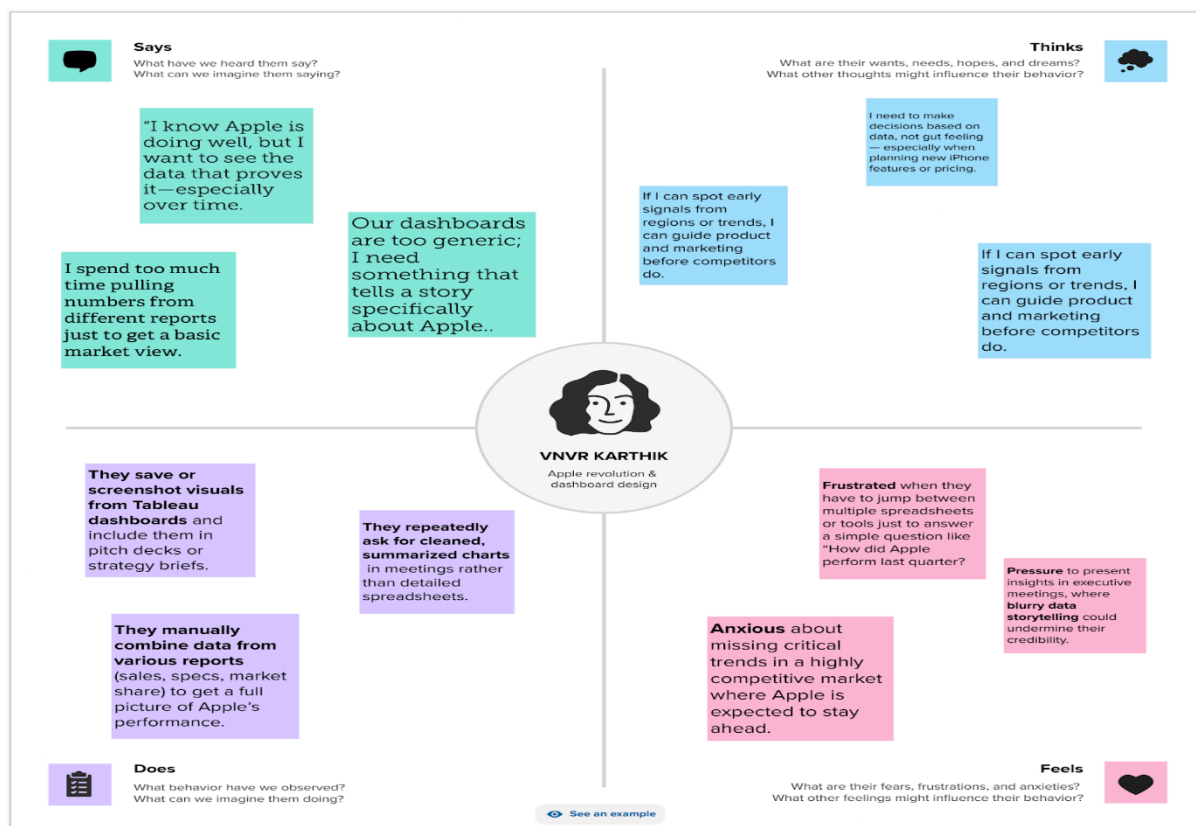 Says
What have we heard them say?
What can we imagine them saying?
"I know Apple is
doing well, but I
want to see the
data that proves
it—especially
over time.
Our dashboards
are too generic;
I need
something that
tells a story
specifically
about Apple..
I spend too much
time pulling
numbers from
different reports
just to get a basic
market view.
Thinks
What are their wants, needs, hopes, and dreams?
What other thoughts might influence their behavior?
I need to make
decisions based on
data, not gut feeling
— especially when
planning new iPhone
features or pricing.
If I can spot early
signals from
regions or trends, I
can guide product
and marketing
before competitors
do.
If I can spot early
signals from
regions or trends, I
can guide product
and marketing
before competitors
do.
VNVR KARTHIK
Apple revolution &
dashboard design
They save or
screenshot visuals
from Tableau
dashboards and
include them in
pitch decks or
strategy briefs.
They repeatedly
ask for cleaned,
summarized charts
in meetings rather
than detailed
spreadsheets.
They manually
combine data from
various reports
(sales, specs, market
share) to get a full
picture of Apple's
performance.
Does
What behavior have we observed?
What can we imagine them doing?
Frustrated when they
have to jump between
multiple spreadsheets
or tools just to answer
a simple question like
"How did Apple
perform last quarter?
Pressure to present
insights in executive
meetings, where
blurry data
storytelling could
undermine their
credibility.
Anxious about
missing critical
trends in a highly
competitive market
where Apple is
expected to stay
ahead.
Feels
What are their fears, frustrations, and anxieties?
What other feelings might influence their behavior?
See an example